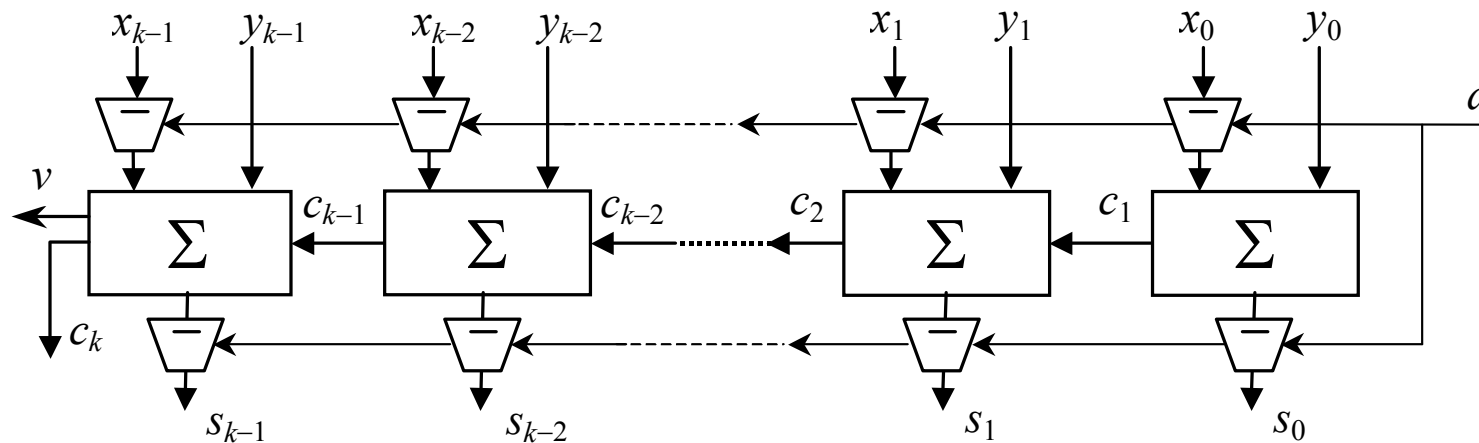 x_{k–1} y_{k–1} x_{k–2} y_{k–2} x_1 y_1 x_0 y_0
– – – –
v c_{k–1} c_{k–2} c_2 c_1
Σ Σ Σ Σ
c_k – – – –
s_{k–1} s_{k–2} s_1 s_0